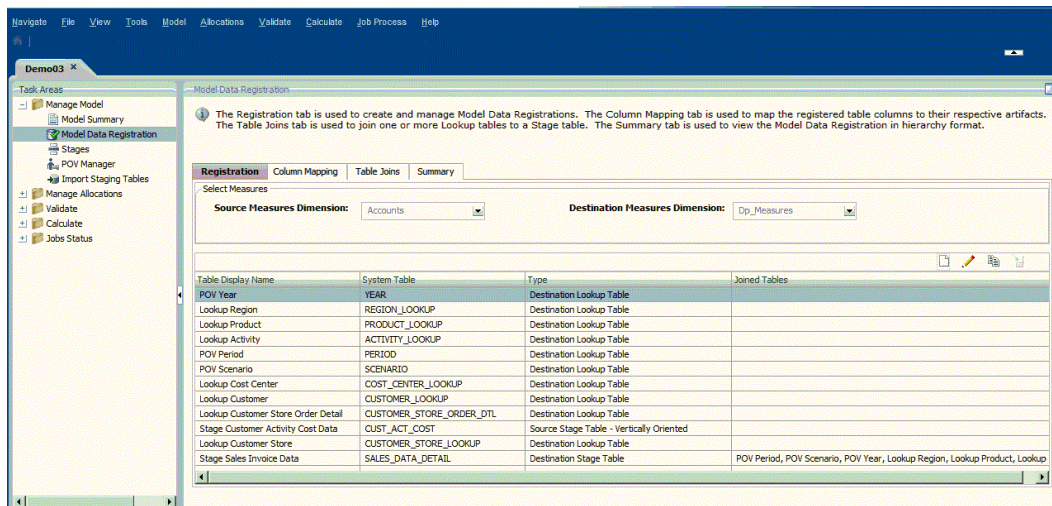 Navigate File View Tools Model Allocations Validate Calculate Job Process Help
Demo03 ×
Task Areas
Manage Model
Model Summary
Model Data Registration
Stages
POV Manager
Import Staging Tables
Manage Allocations
Validate
Calculate
Jobs Status
Model Data Registration
The Registration tab is used to create and manage Model Data Registrations. The Column Mapping tab is used to map the registered table columns to their respective artifacts.
The Table Joins tab is used to join one or more Lookup tables to a Stage table. The Summary tab is used to view the Model Data Registration in hierarchy format.
Registration Column Mapping Table Joins Summary
Select Measures
Source Measures Dimension: Accounts Destination Measures Dimension: Dp_Measures
Table Display Name System Table Type Joined Tables
POV Year YEAR Destination Lookup Table
Lookup Region REGION_LOOKUP Destination Lookup Table
Lookup Product PRODUCT_LOOKUP Destination Lookup Table
Lookup Activity ACTIVITY_LOOKUP Destination Lookup Table
POV Period PERIOD Destination Lookup Table
POV Scenario SCENARIO Destination Lookup Table
Lookup Cost Center COST_CENTER_LOOKUP Destination Lookup Table
Lookup Customer CUSTOMER_LOOKUP Destination Lookup Table
Lookup Customer Store Order Detail CUSTOMER_STORE_ORDER_DTL Destination Lookup Table
Stage Customer Activity Cost Data CUST_ACT_COST Source Stage Table - Vertically Oriented
Lookup Customer Store CUSTOMER_STORE_LOOKUP Destination Lookup Table
Stage Sales Invoice Data SALES_DATA_DETAIL Destination Stage Table POV Period, POV Scenario, POV Year, Lookup Region, Lookup Product, Lookup